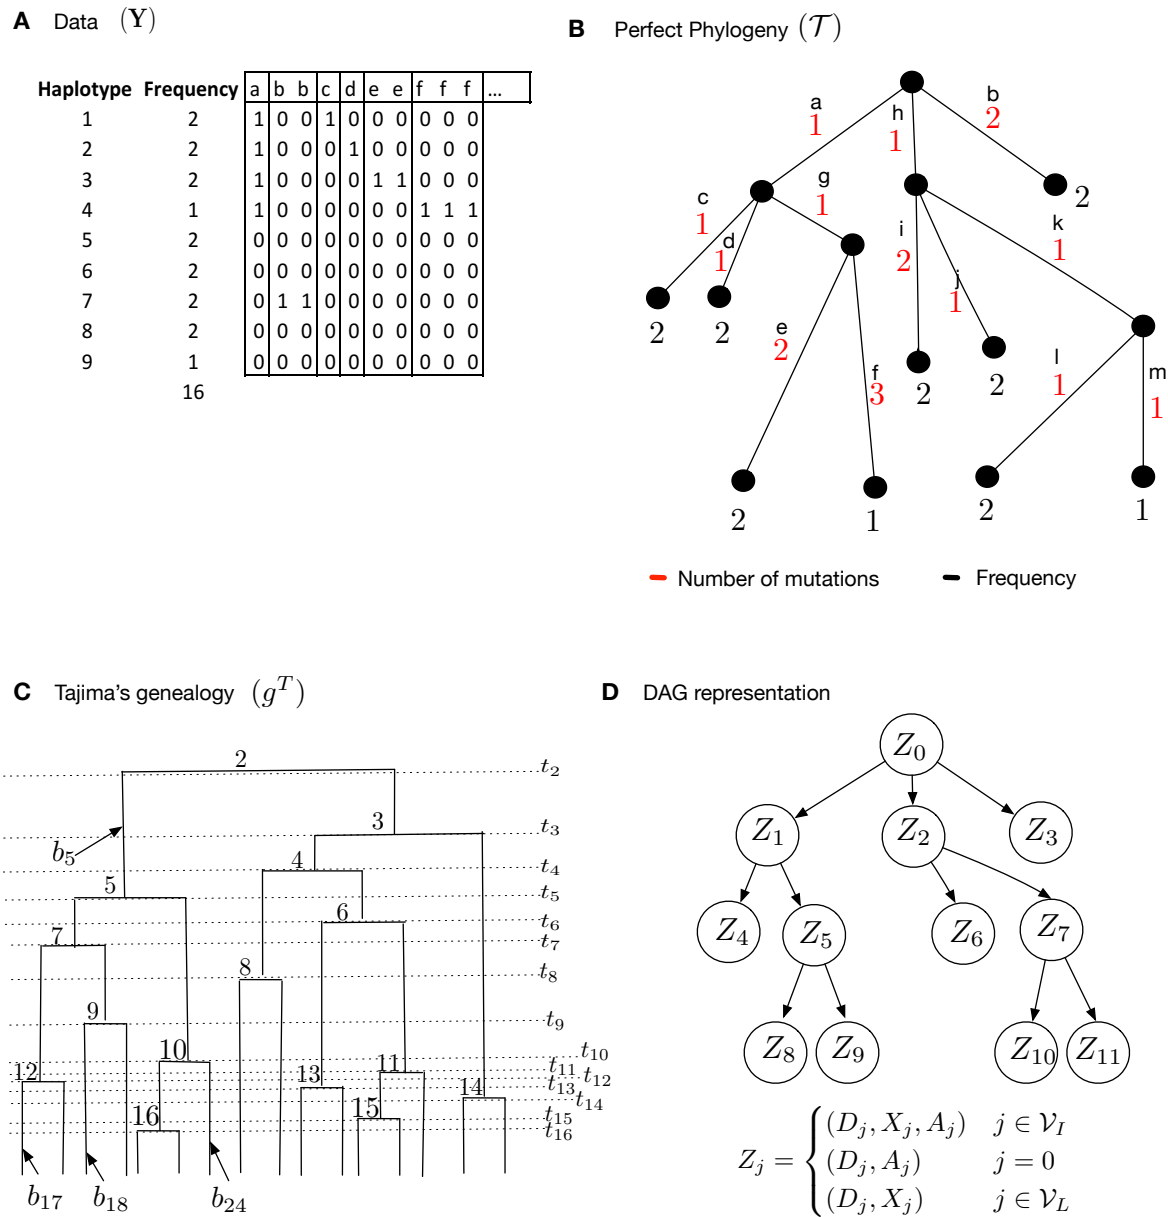 A Data (Y)
Haplotype Frequency a b b c d e e f f f ...
1 2 1 0 0 1 0 0 0 0 0 0
2 2 1 0 0 0 1 0 0 0 0 0
3 2 1 0 0 0 0 1 1 0 0 0
4 1 1 0 0 0 0 0 0 1 1 1
5 2 0 0 0 0 0 0 0 0 0 0
6 2 0 0 0 0 0 0 0 0 0 0
7 2 0 1 1 0 0 0 0 0 0 0
8 2 0 0 0 0 0 0 0 0 0 0
9 1 0 0 0 0 0 0 0 0 0 0
16
B Perfect Phylogeny (𝒯)
a h b
1 1 2
c g 2
1 1 i k
d 2 1
1 j
1
2 2 e
2 2 2 l m
f 1 1
3
2 1 2 1
Number of mutations Frequency
C Tajima's genealogy (gᵀ)
2 t₂
3 t₃
b₅ 4 t₄
5 t₅
6 t₆
7 t₇
8 t₈
9 t₉
10 t₁₀
11 t₁₁
12 t₁₂
13 t₁₃
14 t₁₄
15 t₁₅
16 t₁₆
b₁₇ b₁₈ b₂₄
D DAG representation
Z₀
Z₁ Z₂ Z₃
Z₄ Z₅ Z₆ Z₇
Z₈ Z₉ Z₁₀ Z₁₁
(Dⱼ, Xⱼ, Aⱼ) j ∈ 𝒱_I
Zⱼ = { (Dⱼ, Aⱼ) j = 0
(Dⱼ, Xⱼ) j ∈ 𝒱_L